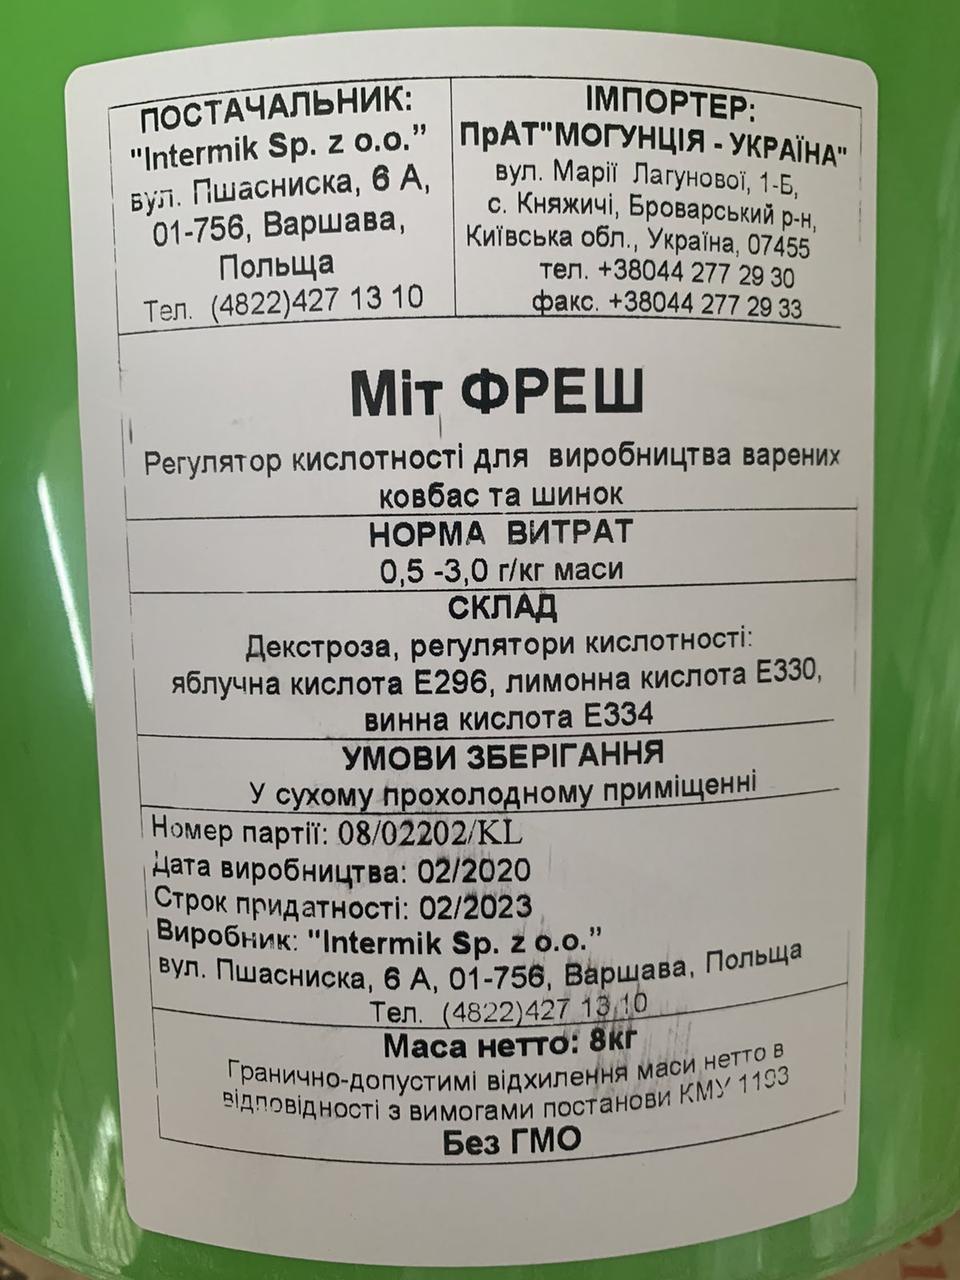 ПОСТАЧАЛЬНИК:
"Intermik Sp. z o.o.”
вул. Пшасниска, 6 А,
01-756, Варшава,
Польща
Тел. (4822)427 13 10
ІМПОРТЕР:
ПрАТ"МОГУНЦІЯ - УКРАЇНА"
вул. Марії Лагунової, 1-Б,
с. Княжичі, Броварський р-н,
Київська обл., Україна, 07455
тел. +38044 277 29 30
факс. +38044 277 29 33
Міт ФРЕШ
Регулятор кислотності для виробництва варених
ковбас та шинок
НОРМА ВИТРАТ
0,5 -3,0 г/кг маси
СКЛАД
Декстроза, регулятори кислотності:
яблучна кислота Е296, лимонна кислота Е330,
винна кислота Е334
УМОВИ ЗБЕРІГАННЯ
У сухому прохолодному приміщенні
Номер партії: 08/02202/KL
Дата виробництва: 02/2020
Строк придатності: 02/2023
Виробник: "Intermik Sp. z o.o.”
вул. Пшасниска, 6 А, 01-756, Варшава, Польща
Тел. (4822)427 13 10
Маса нетто: 8кг
Гранично-допустимі відхилення маси нетто в
відповідності з вимогами постанови КМУ 1193
Без ГМО